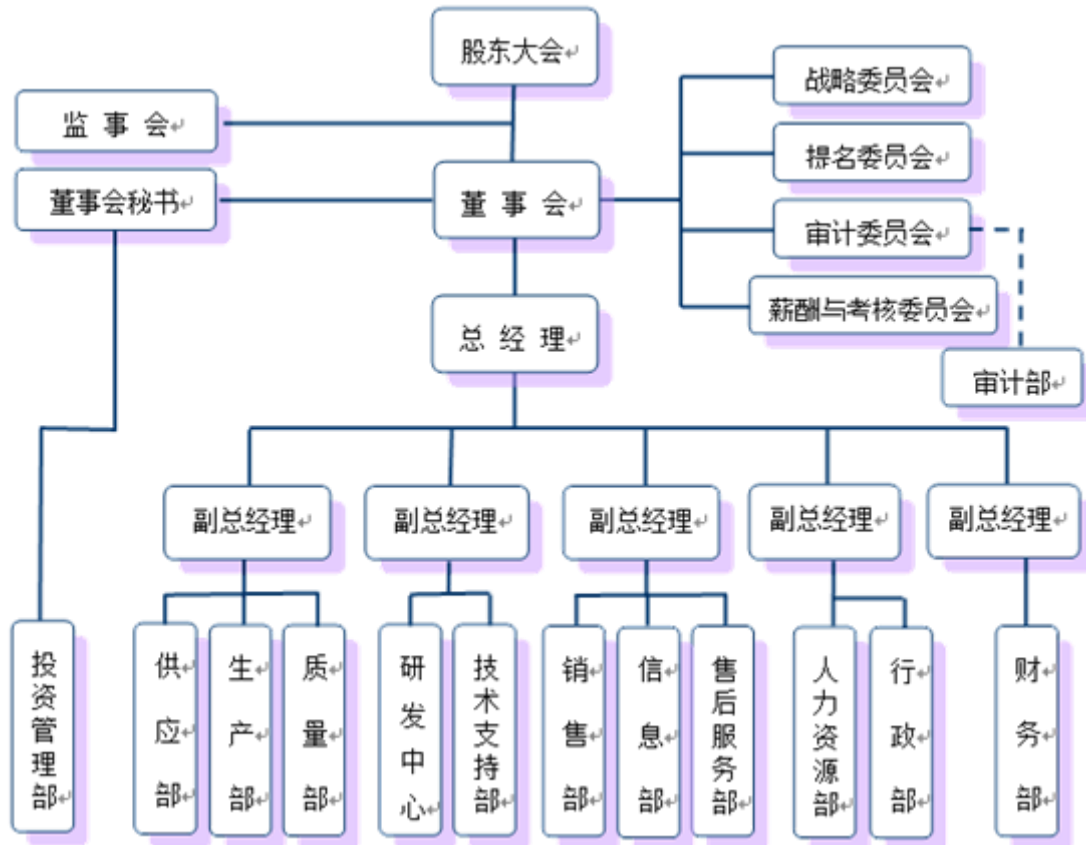 股东大会
战略委员会
监 事 会
提名委员会
董事会秘书
董 事 会
审计委员会
薪酬与考核委员会
总 经 理
审计部
副总经理
副总经理
副总经理
副总经理
副总经理
投资管理部
供应部
生产部
质量部
研发中心
技术支持部
销售部
信息部
售后服务部
人力资源部
行政部
财务部